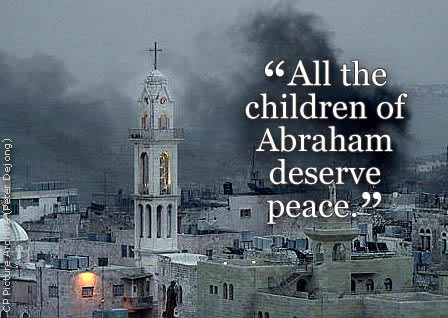 “All the
children of
Abraham
deserve
peace.”
CP Picture Archive (Peter Dejong)